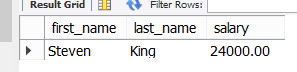 Result Grid Filter Rows:
first_name last_name salary
Steven King 24000.00